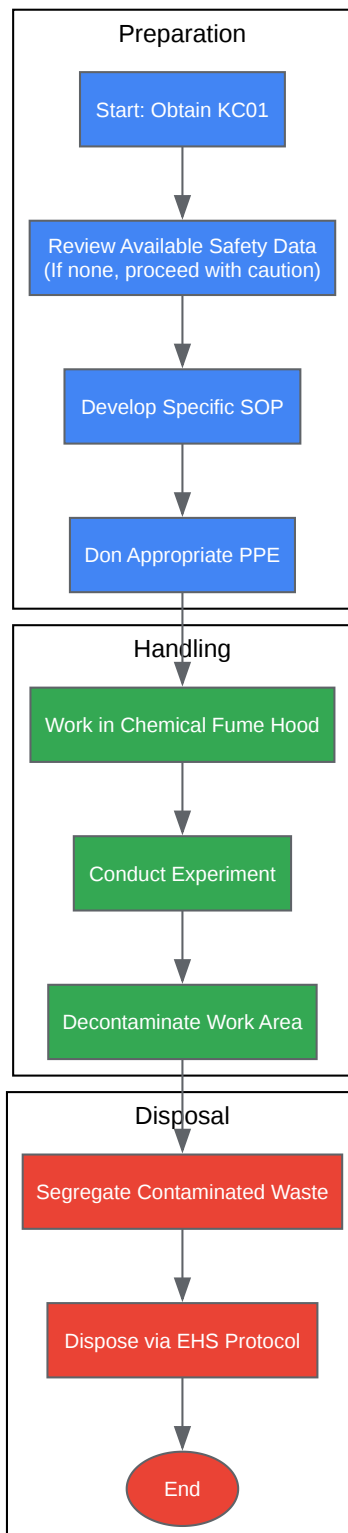 Preparation
Start: Obtain KC01
Review Available Safety Data
(If none, proceed with caution)
Develop Specific SOP
Don Appropriate PPE
Handling
Work in Chemical Fume Hood
Conduct Experiment
Decontaminate Work Area
Disposal
Segregate Contaminated Waste
Dispose via EHS Protocol
End